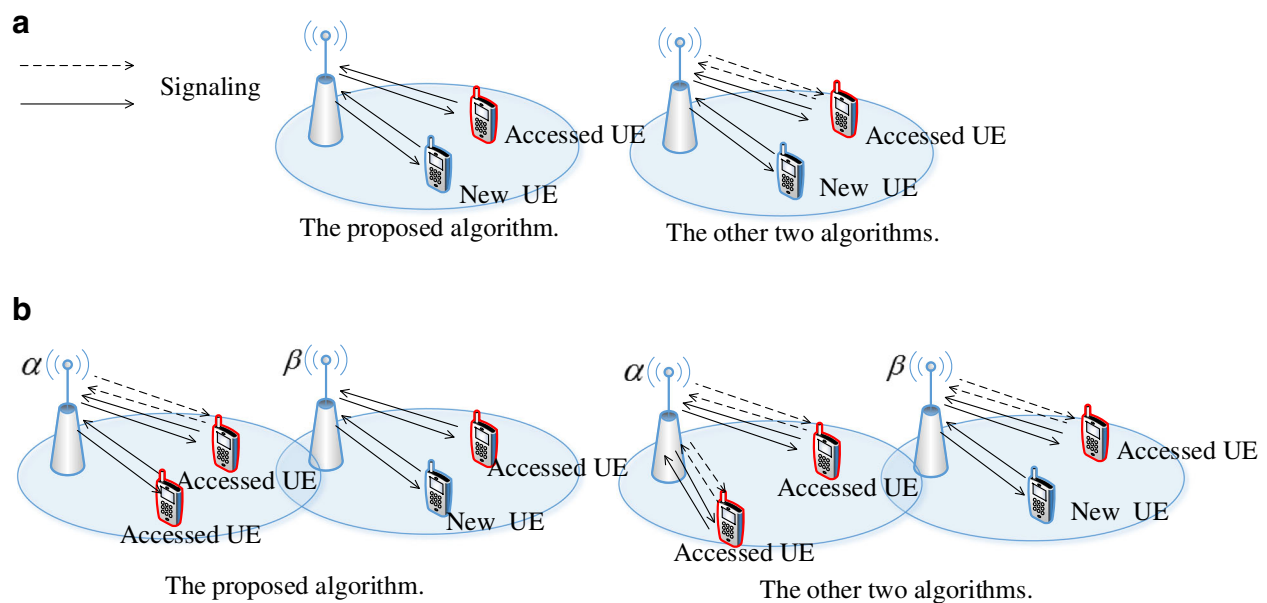 a
Signaling
Accessed UE
New UE
The proposed algorithm.
Accessed UE
New UE
The other two algorithms.
b
α
β
Accessed UE
Accessed UE
Accessed UE
New UE
The proposed algorithm.
α
β
Accessed UE
Accessed UE
Accessed UE
New UE
The other two algorithms.